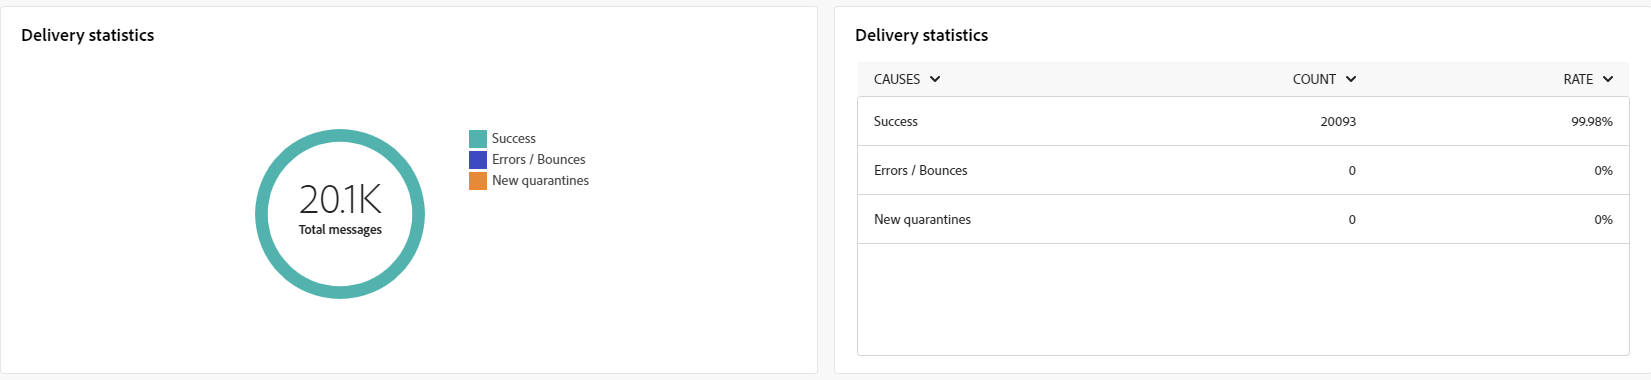 Delivery statistics
20.1K
Total messages
Success
Errors / Bounces
New quarantines
Delivery statistics
CAUSES COUNT RATE
Success 20093 99.98%
Errors / Bounces 0 0%
New quarantines 0 0%